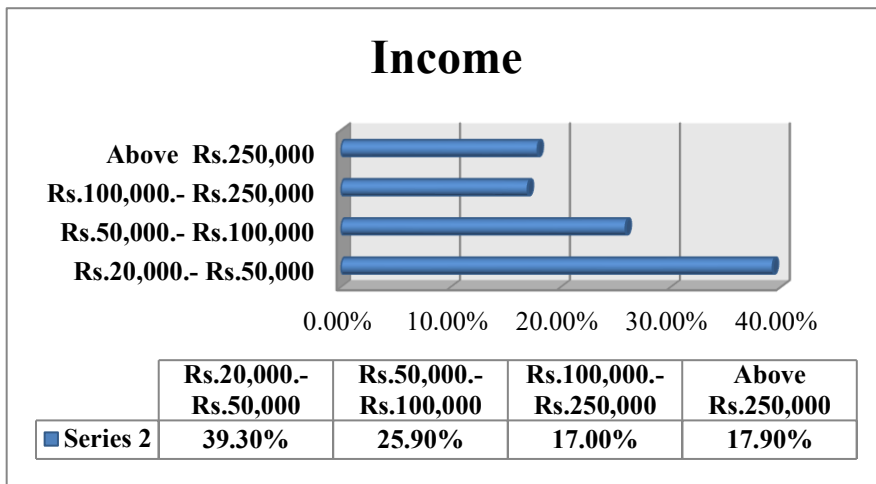 Income
Above Rs.250,000
Rs.100,000.- Rs.250,000
Rs.50,000.- Rs.100,000
Rs.20,000.- Rs.50,000
0.00% 10.00% 20.00% 30.00% 40.00%
Rs.20,000.- Rs.50,000.- Rs.100,000.- Above
Rs.50,000 Rs.100,000 Rs.250,000 Rs.250,000
Series 2 39.30% 25.90% 17.00% 17.90%